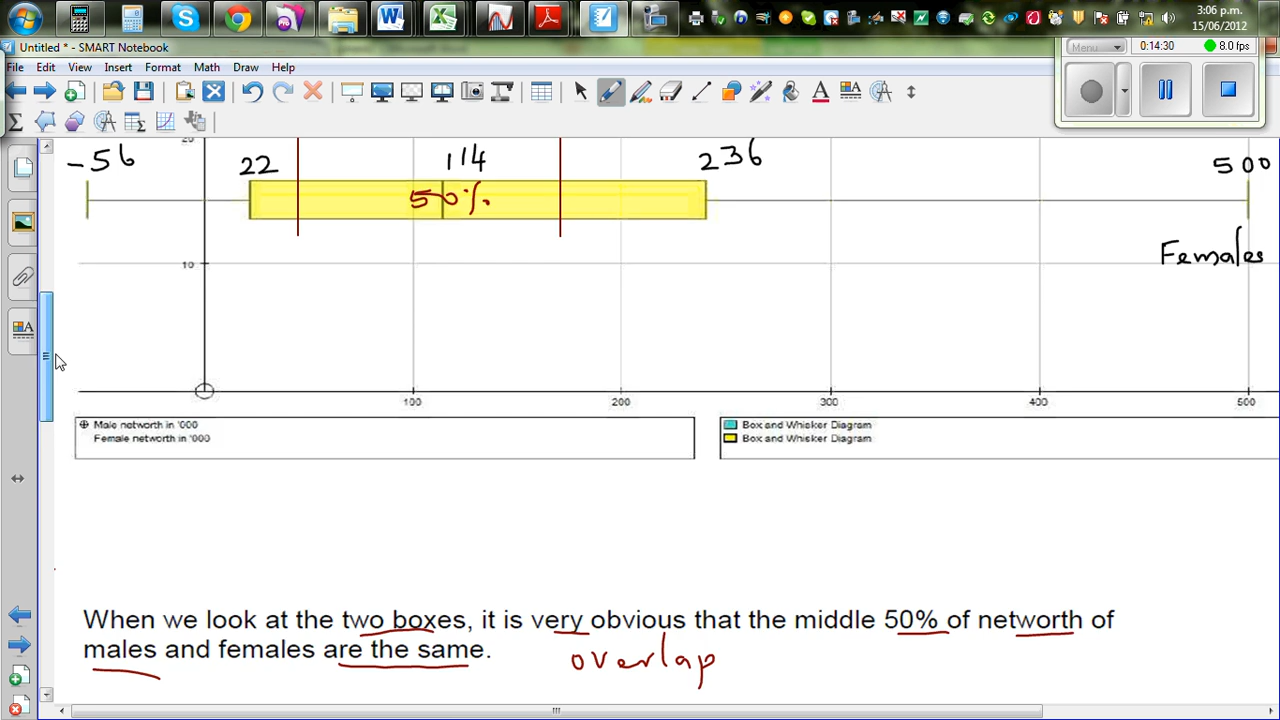 3:06 p.m.
15/06/2012
Untitled * - SMART Notebook
Menu
0:14:30
8.0 fps
File Edit View Insert Format Math Draw Help
-56
22
114
236
500
50%
Females
10
100 200 300 400 500
Male networth in '000
Female networth in '000
Box and Whisker Diagram
Box and Whisker Diagram
When we look at the two boxes, it is very obvious that the middle 50% of networth of
males and females are the same.
overlap